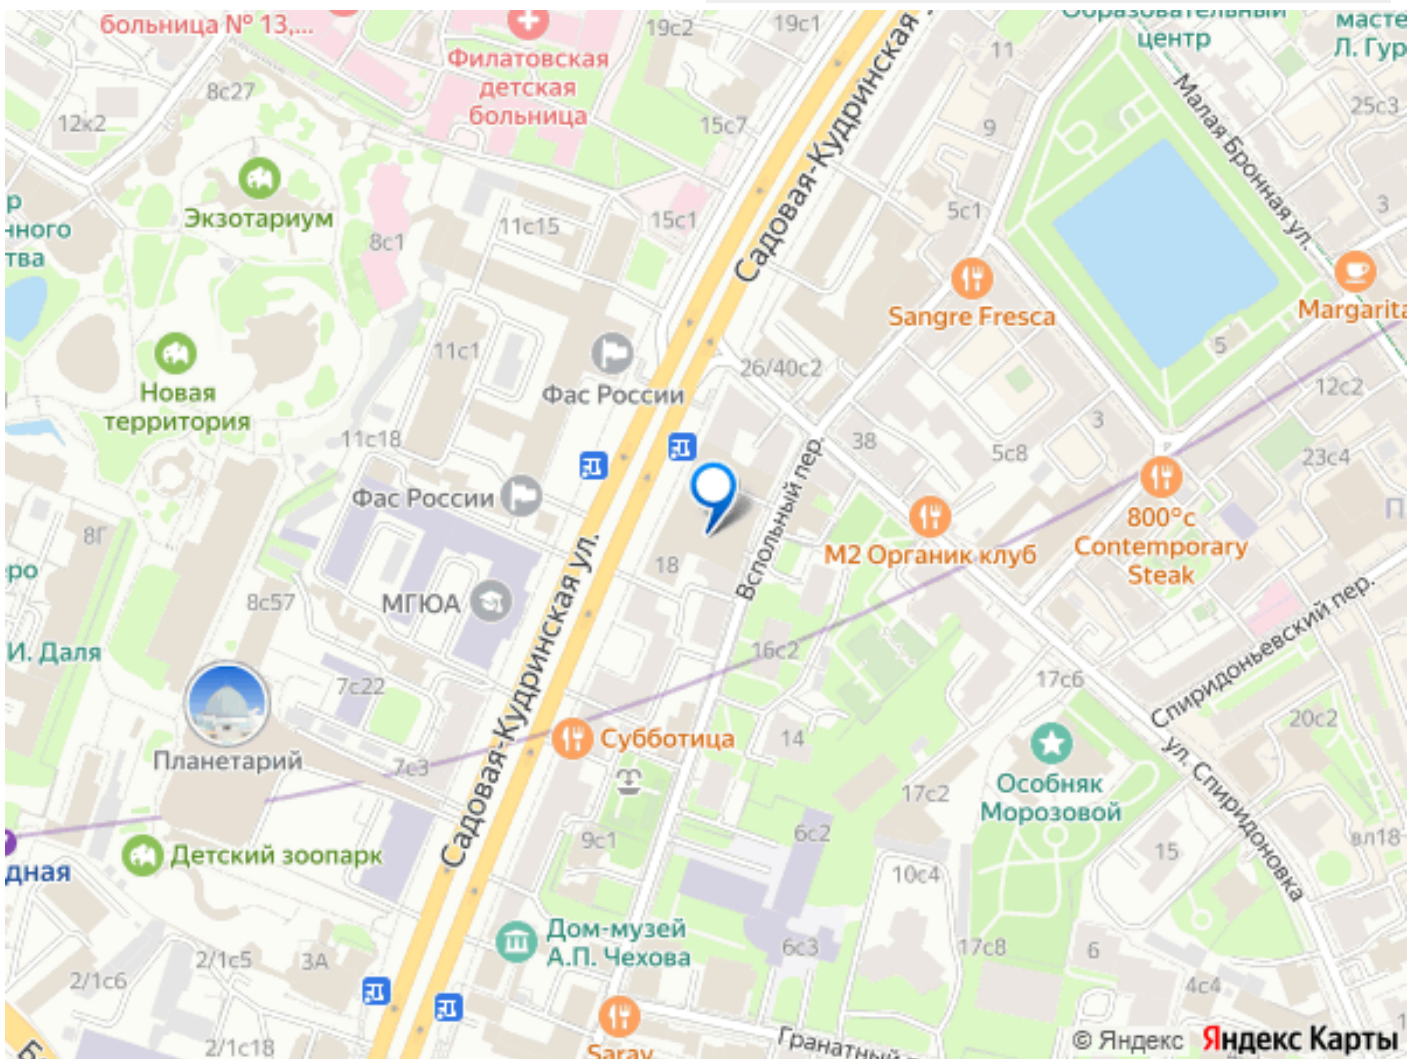 больница № 13,...
19с2
19с1
Образовательный
центр
масте
Л. Гур
Филатовская
детская
больница
11
Садовая-Кудринская
8с27
12к2
15с7
9
Малая Бронная ул.
25с3
Экзотариум
р
нного
тва
8с1
11с15
15с1
5с1
3
Sangre Fresca
Margarita
11с1
Фас России
26/40с2
5
Новая
территория
12с2
11с18
38
3
5с8
23с4
Фас России
Вспольный пер.
М2 Органик клуб
800°с
Contemporary
Steak
П
8Г
ро
8с57
МГЮА
18
Садовая-Кудринская ул.
Спиридоньевский пер.
И. Даля
7с22
16с2
17с6
20с2
Планетарий
7с3
Субботица
14
Особняк
Морозовой
ул. Спиридоновка
17с2
9с1
6с2
вл18
15
Детский зоопарк
дная
10с4
Дом-музей
А.П. Чехова
2/1с5
3А
2/1с6
6с3
17с8
6
4с4
2/1с18
Б
Saray
Гранатный
© Яндекс Яндекс Карты